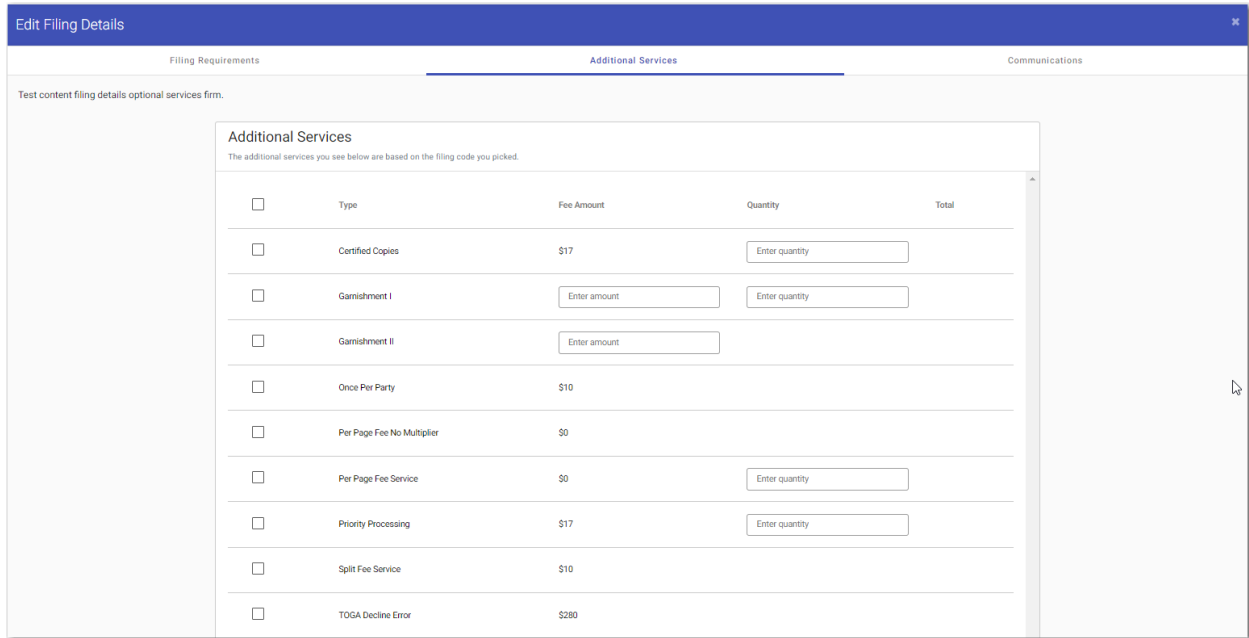 Edit Filing Details
Filing Requirements Additional Services Communications
Test content filing details optional services firm.
Additional Services
The additional services you see below are based on the filing code you picked.
Type Fee Amount Quantity Total
Certified Copies $17 Enter quantity
Garnishment I Enter amount Enter quantity
Garnishment II Enter amount
Once Per Party $10
Per Page Fee No Multiplier $0
Per Page Fee Service $0 Enter quantity
Priority Processing $17 Enter quantity
Split Fee Service $10
TOGA Decline Error $280